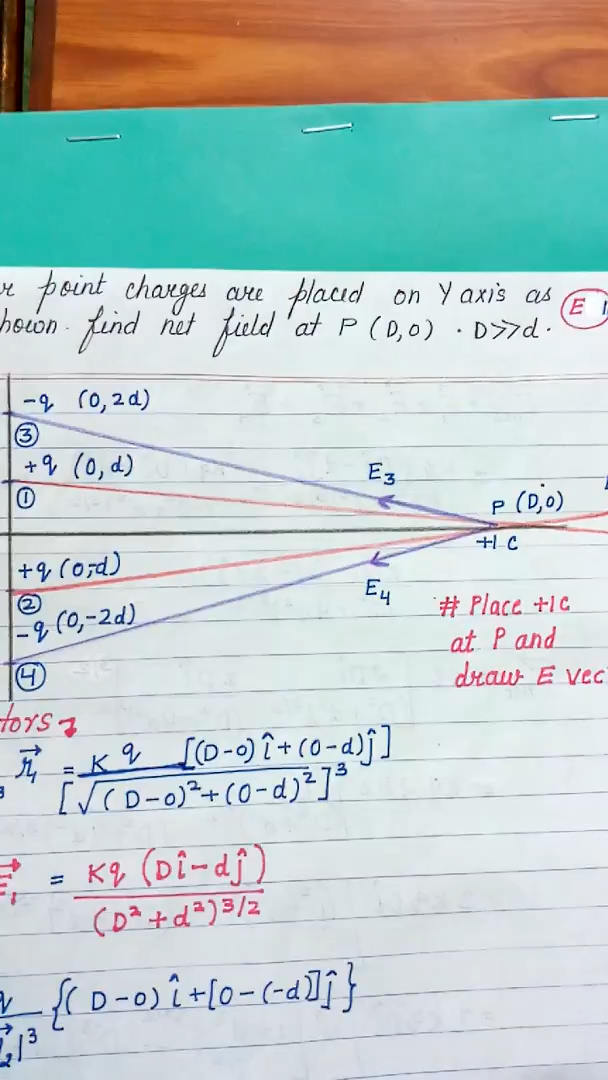 point charges are placed on Y axis as
find net field at P (D,0) . D>>d.
E
-q (0,2d)
③
+q (0,d)
①
E3
P (D,0)
+1 C
+q (0,-d)
②
-q (0,-2d)
④
E4
# Place +1C
at P and
draw E vec
r⃗1 = K q [(D-0) î + (0-d) ĵ]
[√(D-0)² + (0-d)²]³
= Kq (Dî - dĵ)
(D² + d²)^3/2
{(D-0) î + [0-(-d)] ĵ}